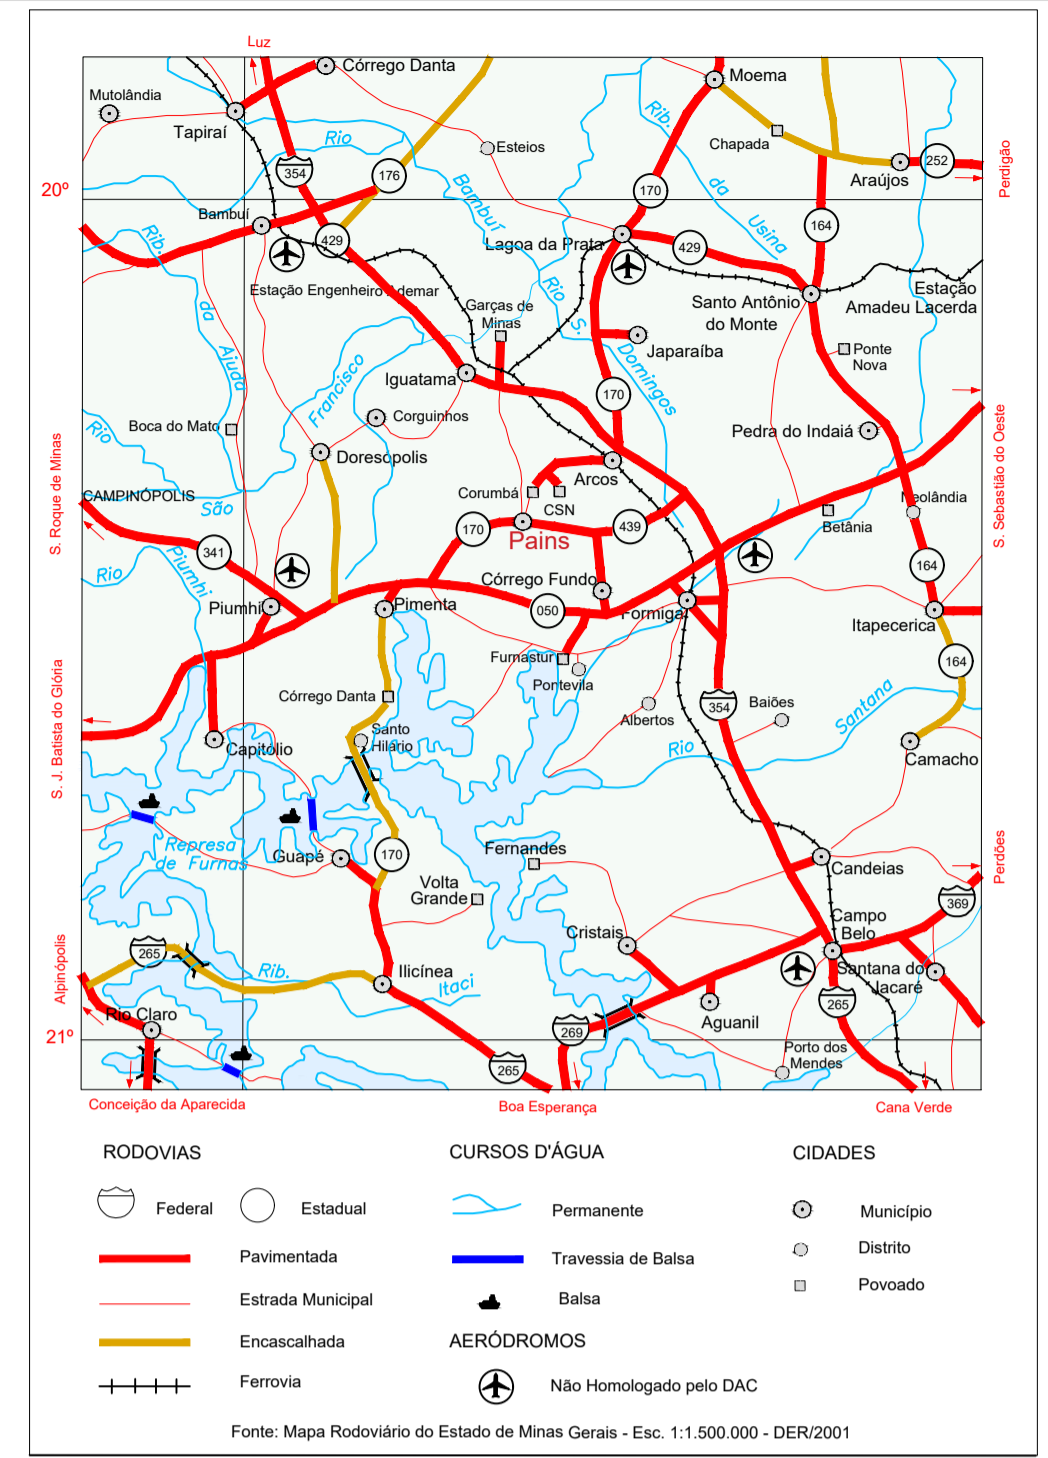 Luz
Córrego Danta
Mutolândia
Tapiraí
Moema
Rio
Rib.
Chapada
Esteios
252
Perdigão
354
176
Araújos
20º
170
da
Bambuí
Bambuí
164
Usina
Rib.
429
Lagoa da Prata
429
Estação Engenheiro Ademar
Rio
Estação
Amadeu Lacerda
Santo Antônio
do Monte
da
Garças de
Minas
S.
Domingos
Japaraíba
Ponte
Nova
Ajuda
Francisco
Iguatama
170
Corguinhos
Boca do Mato
Rio
Pedra do Indaiá
S. Sebastião do Oeste
S. Roque de Minas
Doresópolis
Arcos
CAMPINÓPOLIS
São
Corumbá
CSN
Neolândia
Betânia
170
Pains
439
341
Piumhi
Rio
Córrego Fundo
164
Piumhi
Pimenta
050
Formiga
Itapecerica
Furnastur
Pontevila
164
S. J. Batista do Glória
Córrego Danta
354
Baiões
Albertos
Santana
Santo
Hilário
Capitólio
Rio
Camacho
Represa
de Furnas
Guapé
170
Fernandes
Candeias
Perdões
Volta
Grande
369
Campo
Belo
Cristais
Alpinópolis
265
Rib.
Ilicínea
Itaci
Santana do
Jacaré
Rio Claro
265
Aguanil
269
21º
265
Porto dos
Mendes
Conceição da Aparecida
Boa Esperança
Cana Verde
RODOVIAS
CURSOS D'ÁGUA
CIDADES
Federal
Estadual
Permanente
Município
Pavimentada
Travessia de Balsa
Distrito
Estrada Municipal
Balsa
Povoado
Encascalhada
AERÓDROMOS
Ferrovia
Não Homologado pelo DAC
Fonte: Mapa Rodoviário do Estado de Minas Gerais - Esc. 1:1.500.000 - DER/2001